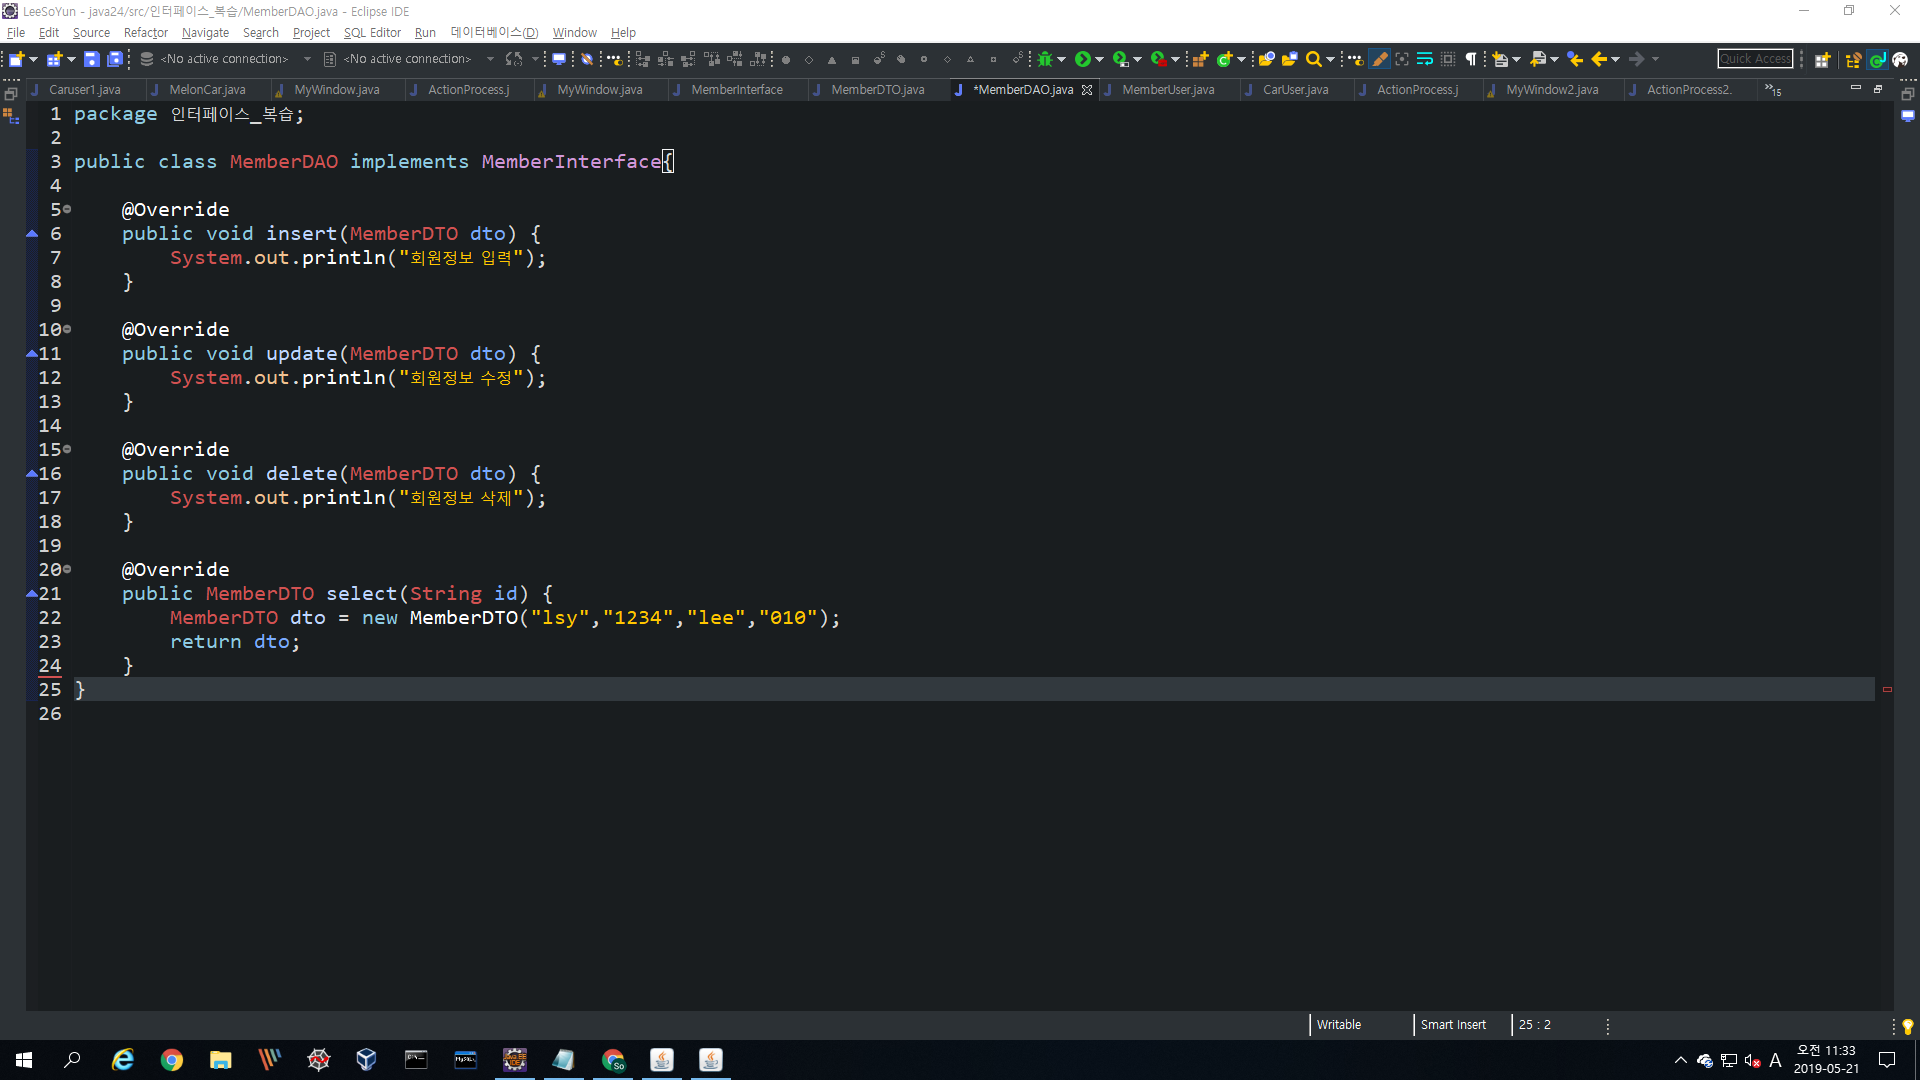 LeeSoYun - java24/src/인터페이스_복습/MemberDAO.java - Eclipse IDE
File Edit Source Refactor Navigate Search Project SQL Editor Run 데이터베이스(D) Window Help
<No active connection> <No active connection> Quick Access
Caruser1.java MelonCar.java MyWindow.java ActionProcess.j MyWindow.java MemberInterface MemberDTO.java *MemberDAO.java MemberUser.java CarUser.java ActionProcess.j MyWindow2.java ActionProcess2. »15
1 package 인터페이스_복습;
2
3 public class MemberDAO implements MemberInterface{
4
5 @Override
6 public void insert(MemberDTO dto) {
7 System.out.println("회원정보 입력");
8 }
9
10 @Override
11 public void update(MemberDTO dto) {
12 System.out.println("회원정보 수정");
13 }
14
15 @Override
16 public void delete(MemberDTO dto) {
17 System.out.println("회원정보 삭제");
18 }
19
20 @Override
21 public MemberDTO select(String id) {
22 MemberDTO dto = new MemberDTO("lsy","1234","lee","010");
23 return dto;
24 }
25 }
26
Writable Smart Insert 25 : 2
A 오전 11:33
2019-05-21